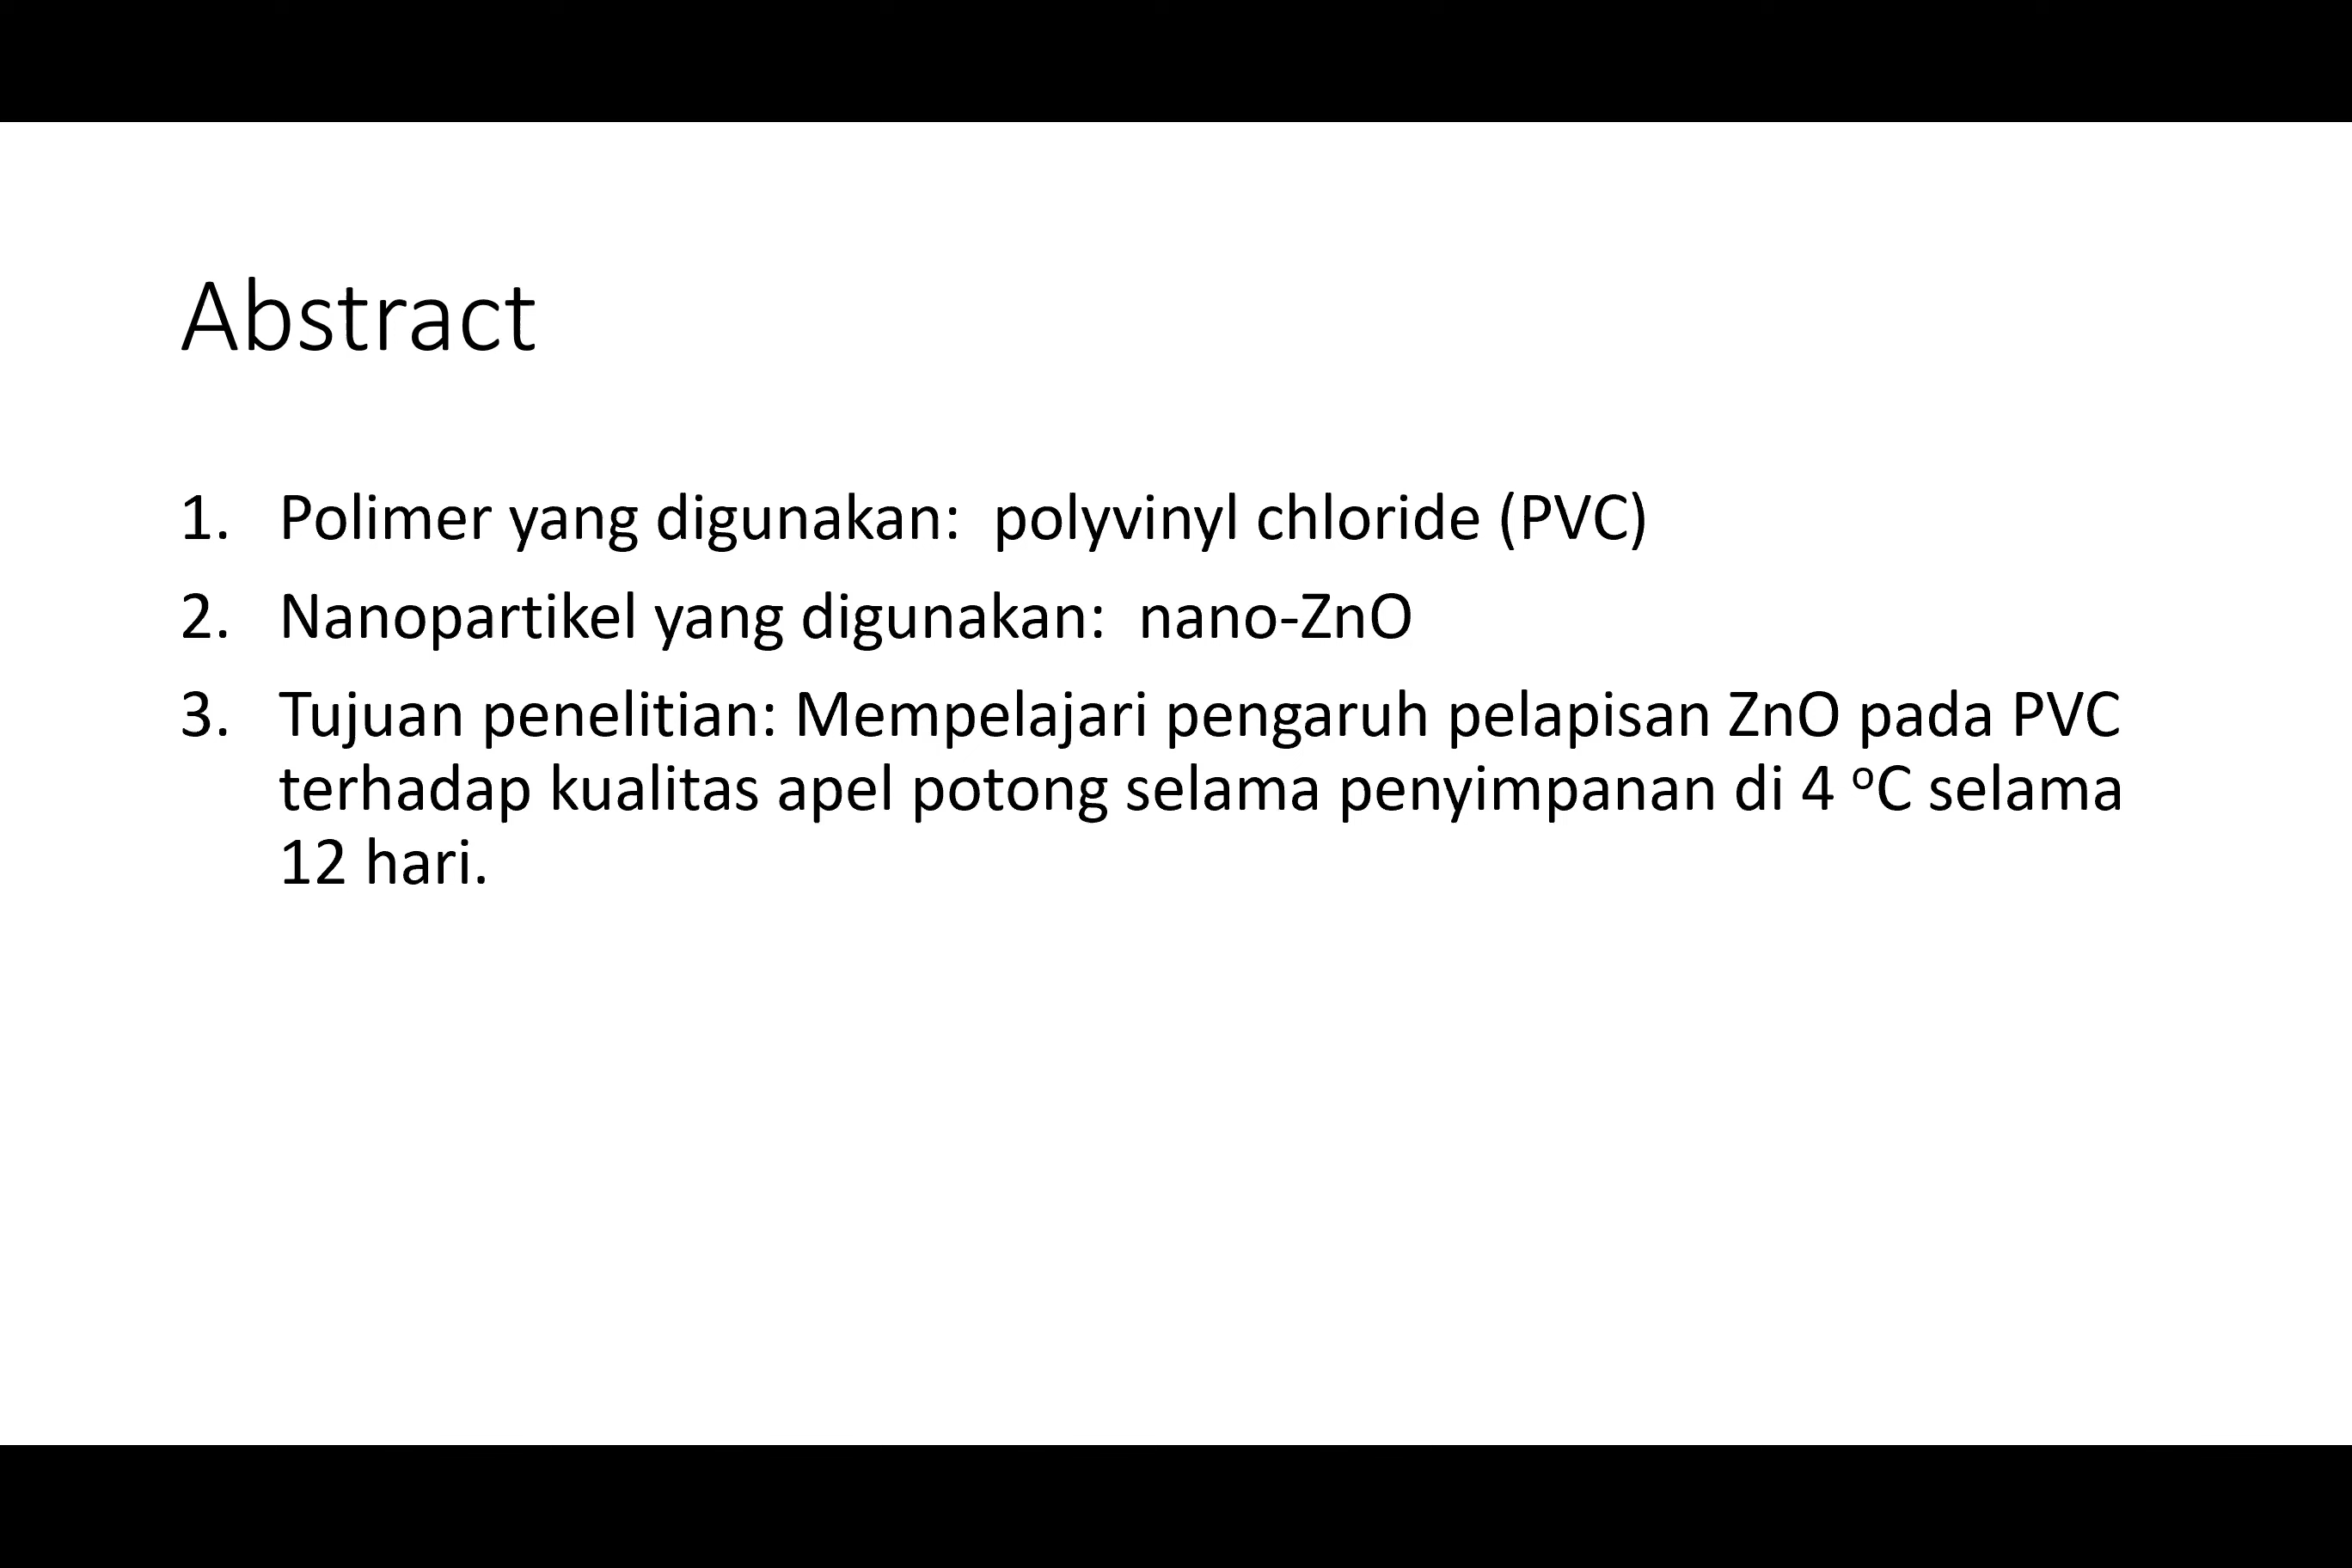 Abstract
1. Polimer yang digunakan:  polyvinyl chloride (PVC)
2. Nanopartikel yang digunakan:  nano-ZnO
3. Tujuan penelitian: Mempelajari pengaruh pelapisan ZnO pada PVC
terhadap kualitas apel potong selama penyimpanan di 4 ºC selama
12 hari.